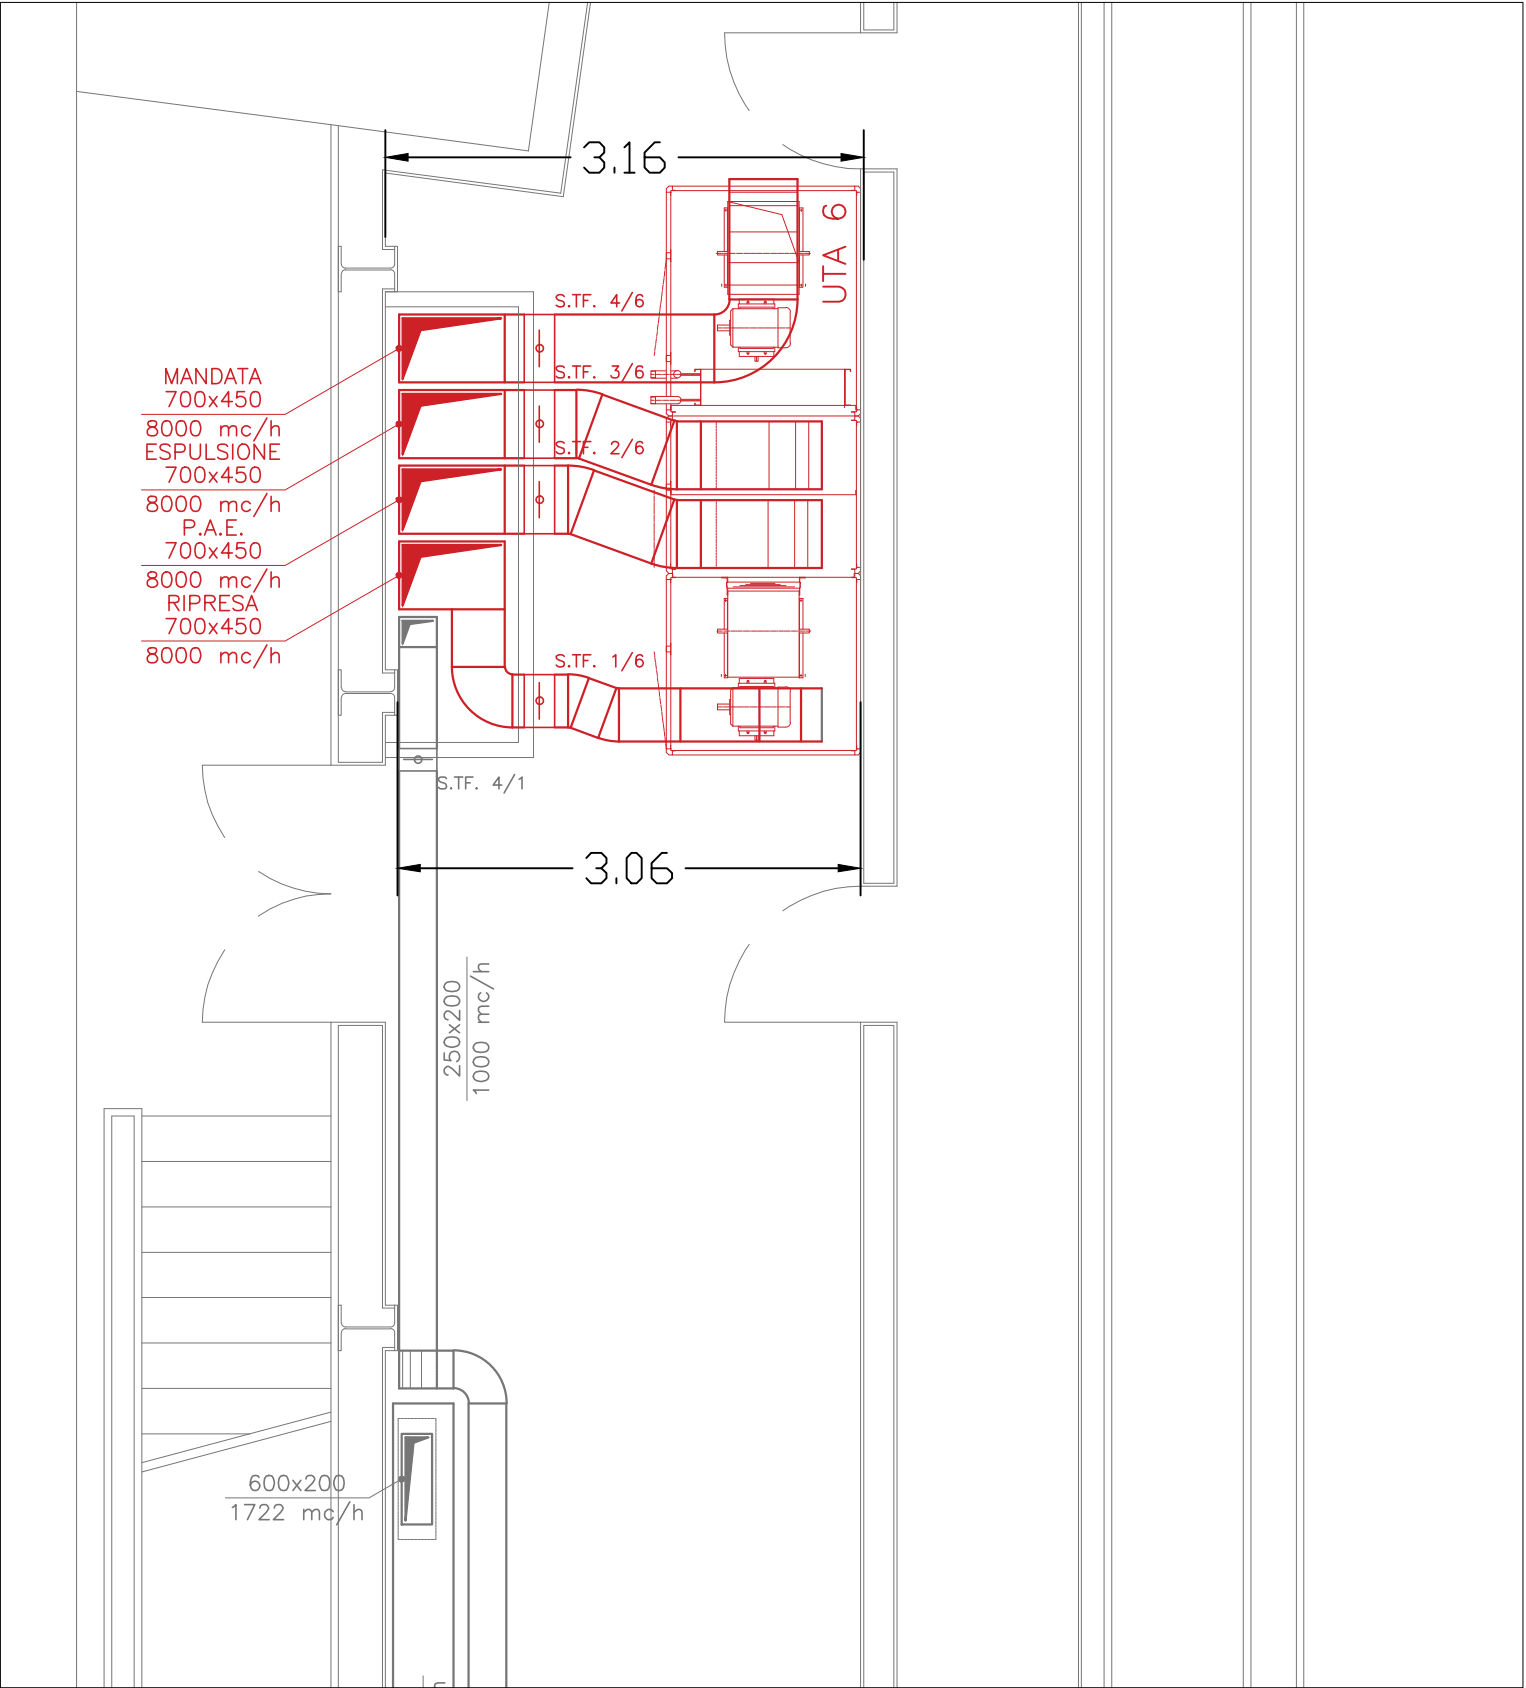 3.16
UTA 6
S.TF. 4/6
S.TF. 3/6
MANDATA
700x450
8000 mc/h
ESPULSIONE
700x450
8000 mc/h
P.A.E.
700x450
8000 mc/h
RIPRESA
700x450
8000 mc/h
S.TF. 2/6
S.TF. 1/6
S.TF. 4/1
3.06
250x200
1000 mc/h
600x200
1722 mc/h